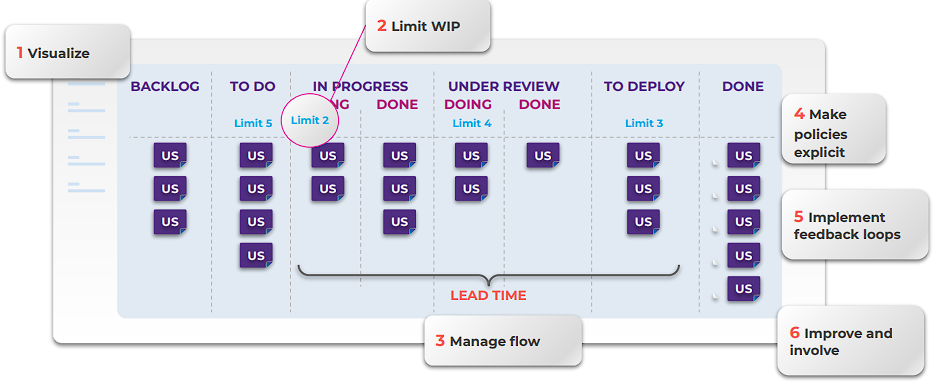 2 Limit WIP
1 Visualize
BACKLOG TO DO IN PROGRESS UNDER REVIEW TO DEPLOY DONE
NG DONE DOING DONE
Limit 5 Limit 2 Limit 4 Limit 3
4 Make
policies
explicit
US US US US US US US US
US US US US US US US
US US US US US
US US
US
5 Implement
feedback loops
LEAD TIME
3 Manage flow
6 Improve and
involve